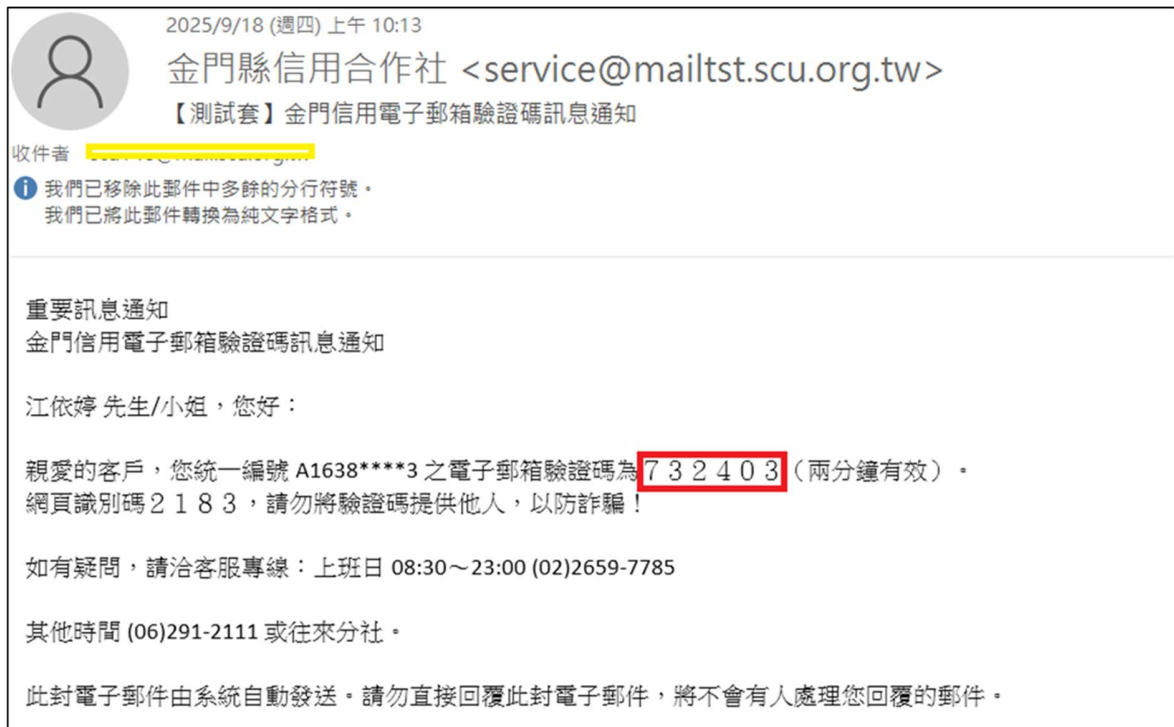 2025/9/18 (週四) 上午 10:13
金門縣信用合作社 <service@mailtst.scu.org.tw>
【測試套】金門信用電子郵箱驗證碼訊息通知
收件者
我們已移除此郵件中多餘的分行符號。
我們已將此郵件轉換為純文字格式。
重要訊息通知
金門信用電子郵箱驗證碼訊息通知
江依婷 先生/小姐，您好：
親愛的客戶，您統一編號 A1638****3 之電子郵箱驗證碼為７３２４０３（兩分鐘有效）。
網頁識別碼２１８３，請勿將驗證碼提供他人，以防詐騙！
如有疑問，請洽客服專線：上班日 08:30～23:00 (02)2659-7785
其他時間 (06)291-2111 或往來分社。
此封電子郵件由系統自動發送。請勿直接回覆此封電子郵件，將不會有人處理您回覆的郵件。